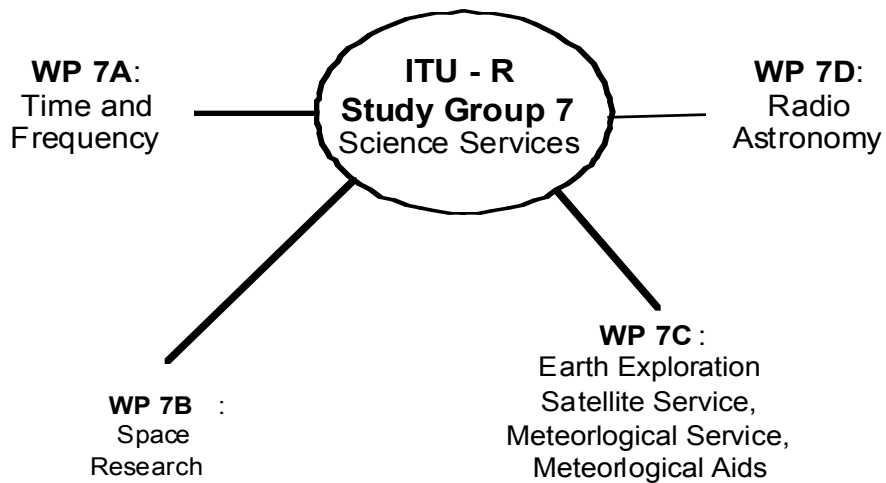 WP 7A:
Time and
Frequency
ITU - R
Study Group 7
Science Services
WP 7D:
Radio
Astronomy
WP 7B :
Space
Research
WP 7C :
Earth Exploration
Satellite Service,
Meteorlogical Service,
Meteorlogical Aids